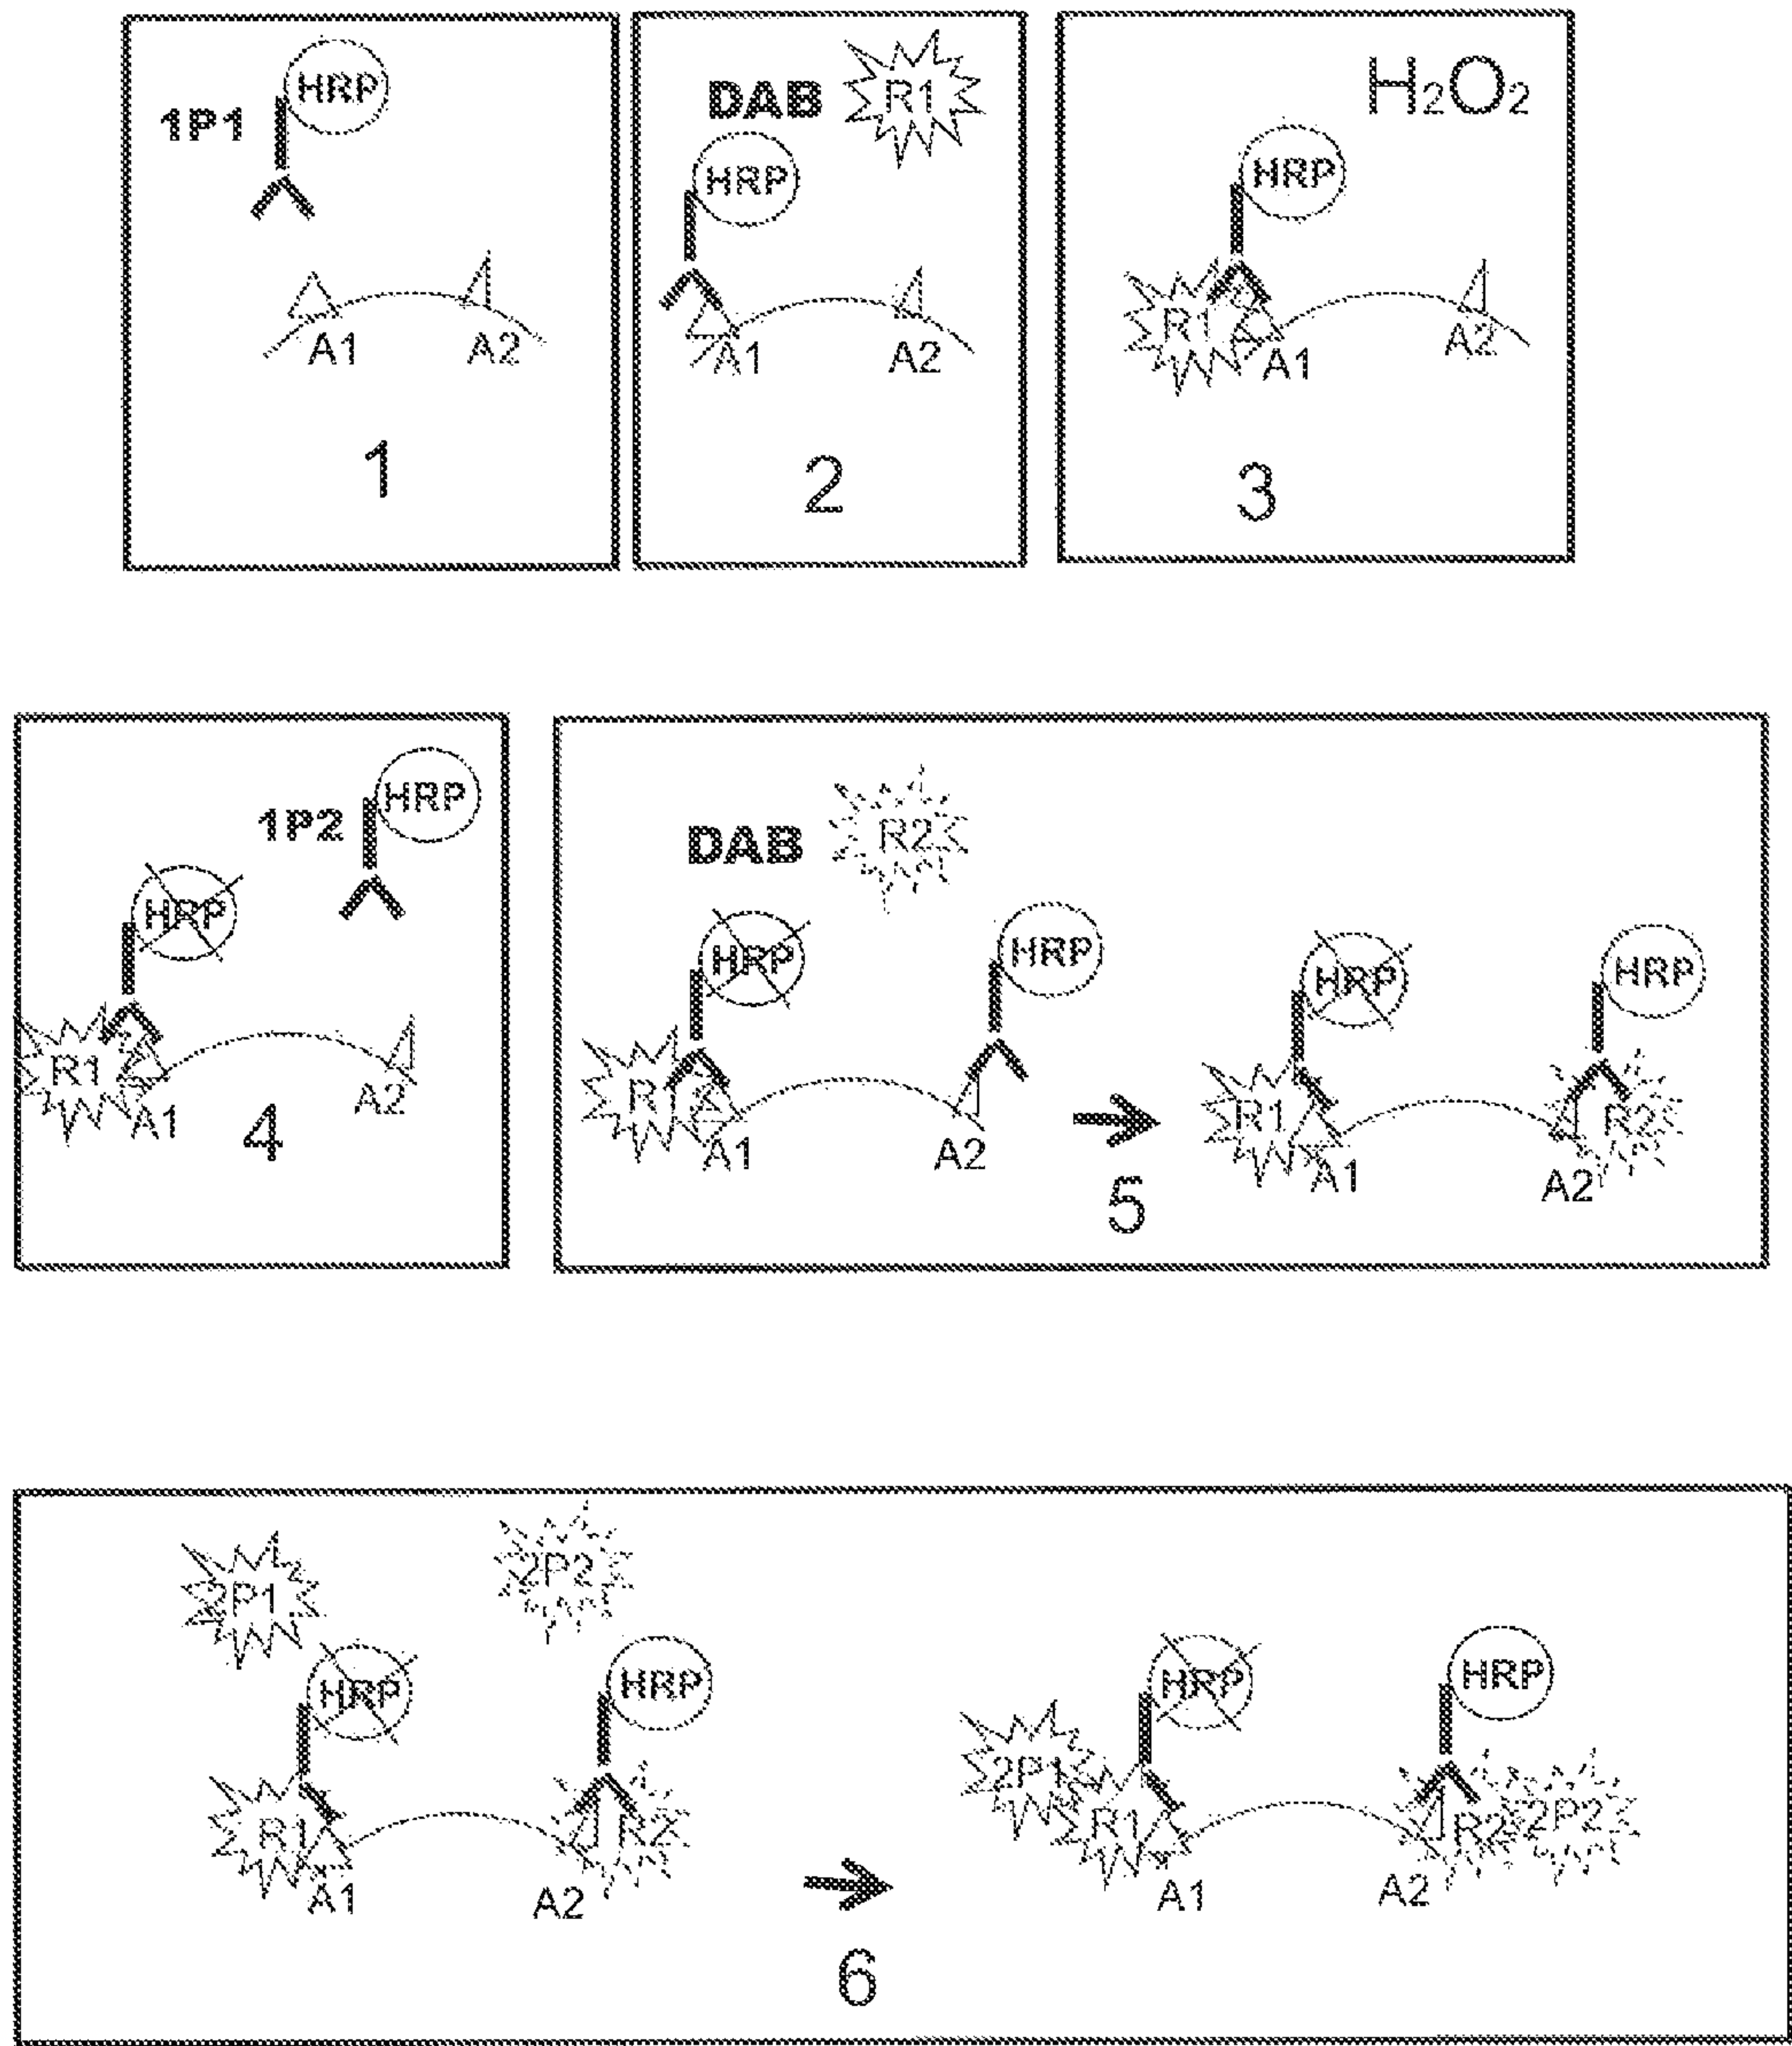 HRP
1P1
A1 A2
1
DAB R1
HRP
A1 A2
2
H₂O₂
HRP
R1
A1 A2
3
HRP
1P2
HRP
R1
A1 A2
4
R2
DAB
HRP HRP HRP HRP
R1 R1 R2
A1 A2 A1 A2
5
2P1 2P2
HRP HRP HRP HRP
2P1
R1 R2 R1 R2 2P2
A1 A2 A1 A2
6